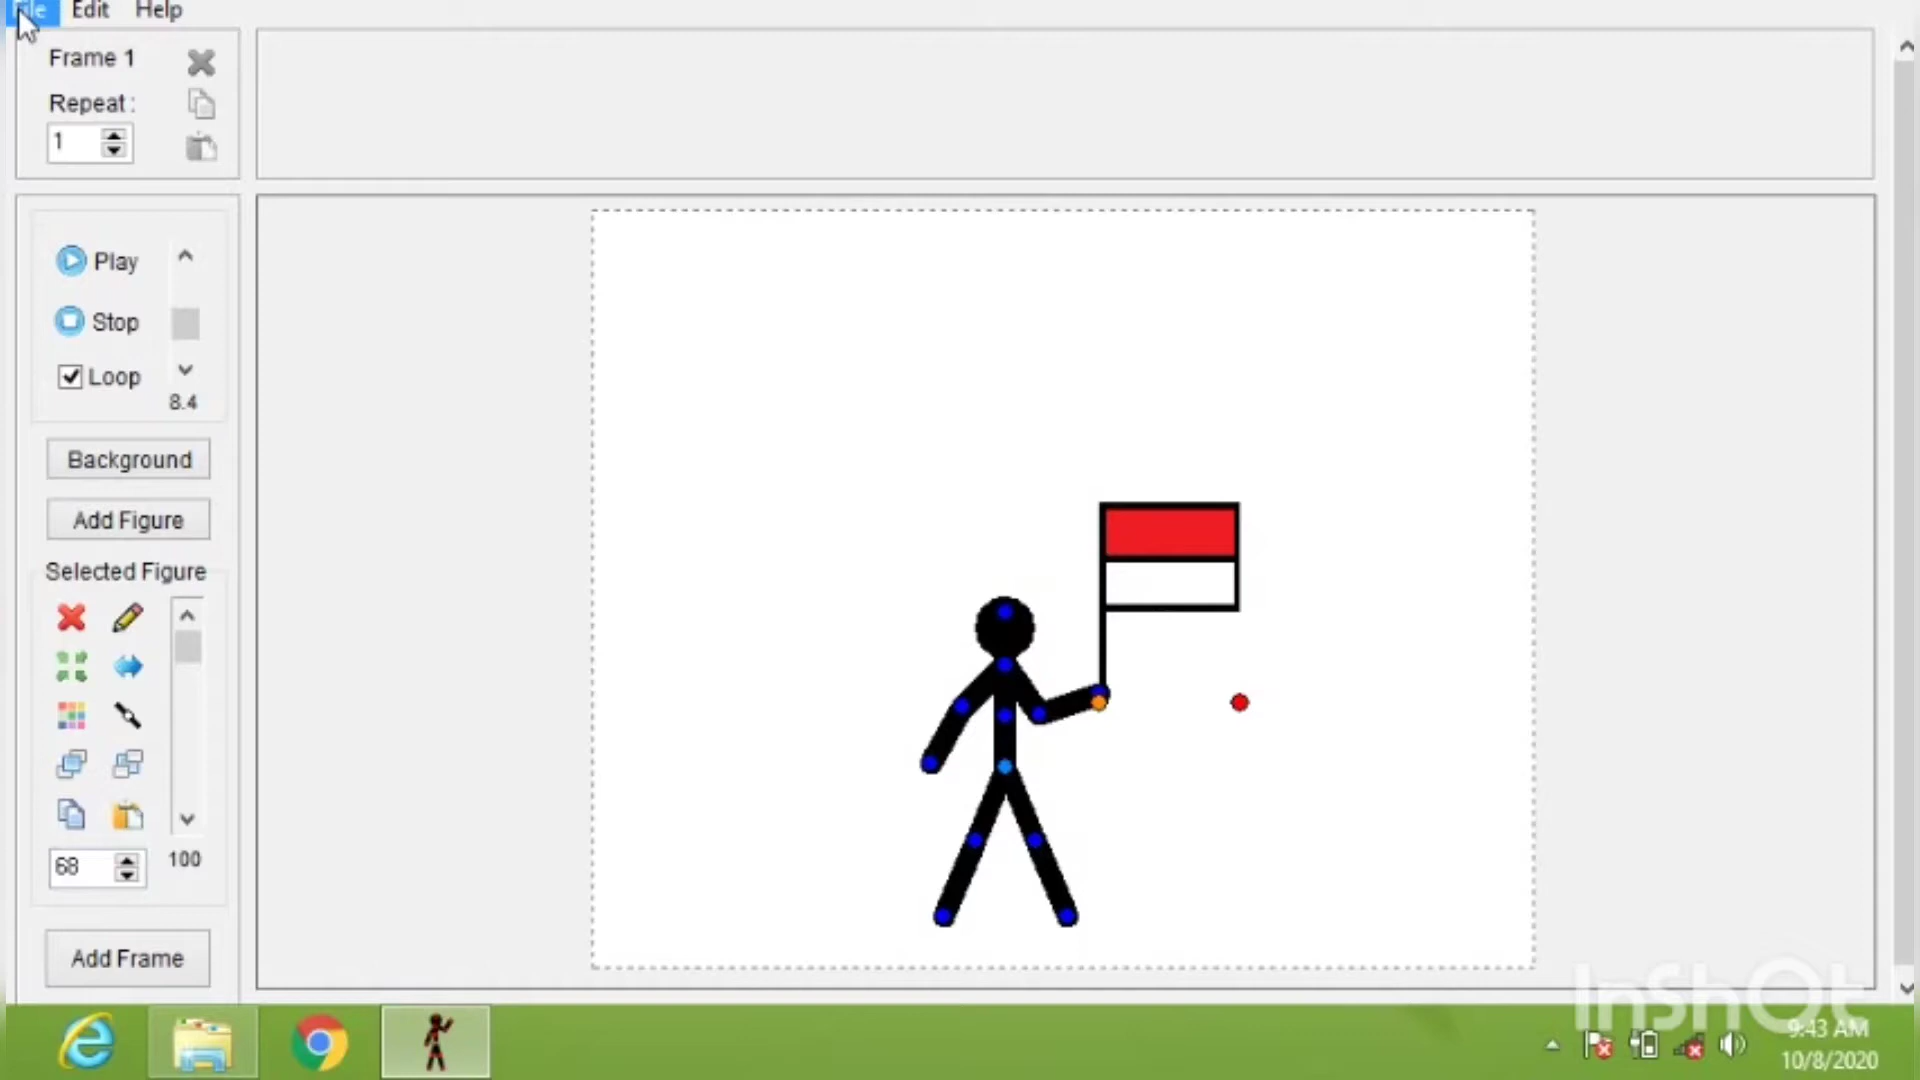 File Edit Help
Frame 1
Repeat :
1
Play
Stop
Loop
8.4
Background
Add Figure
Selected Figure
68
100
Add Frame
InShOt
9:43 AM
10/8/2020